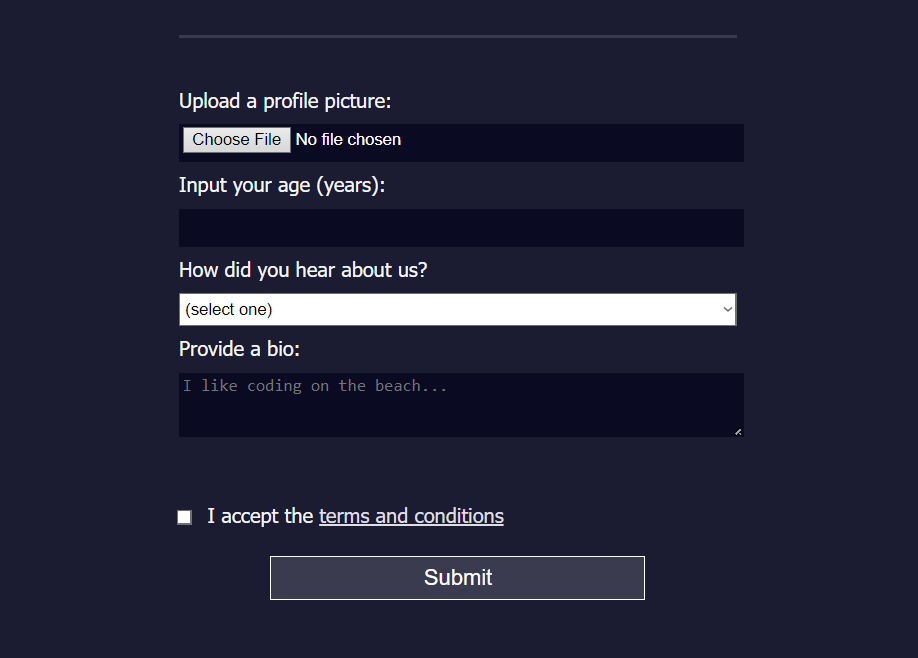 Upload a profile picture:
Choose File No file chosen
Input your age (years):
How did you hear about us?
(select one)
Provide a bio:
I like coding on the beach...
I accept the terms and conditions
Submit